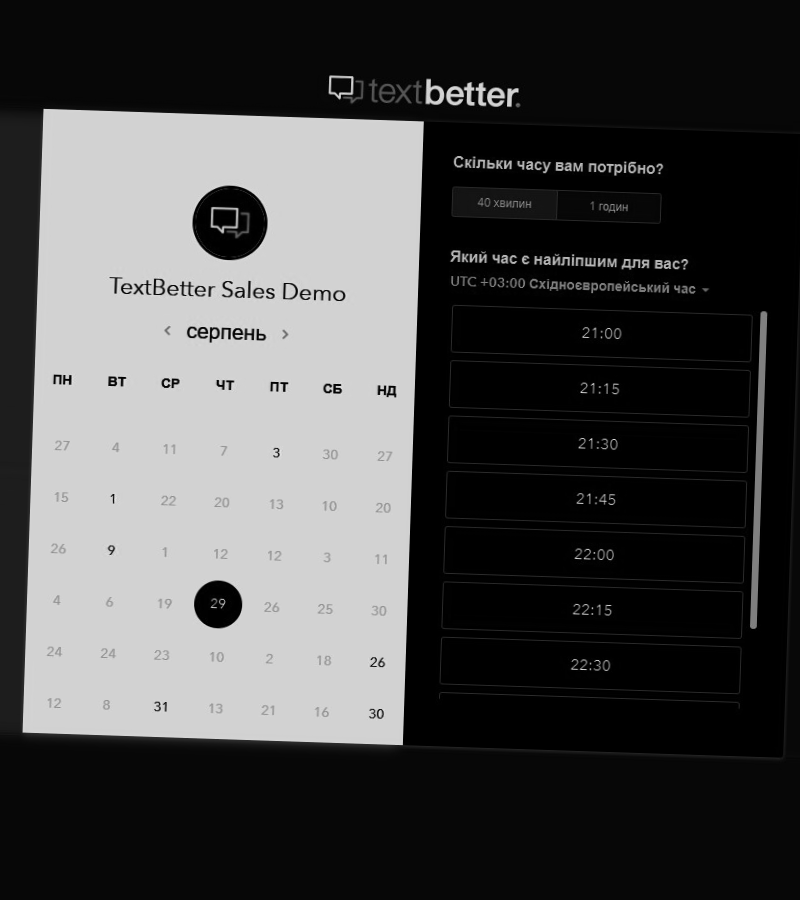 textbetter.
TextBetter Sales Demo
‹ серпень ›
ПН ВТ СР ЧТ ПТ СБ НД
27 4 11 7 3 30 27
15 1 22 20 13 10 20
26 9 1 12 12 3 11
4 6 19 29 26 25 30
24 24 23 10 2 18 26
12 8 31 13 21 16 30
Скільки часу вам потрібно?
40 хвилин 1 годин
Який час є найліпшим для вас?
UTC +03:00 Східноєвропейський час
21:00
21:15
21:30
21:45
22:00
22:15
22:30